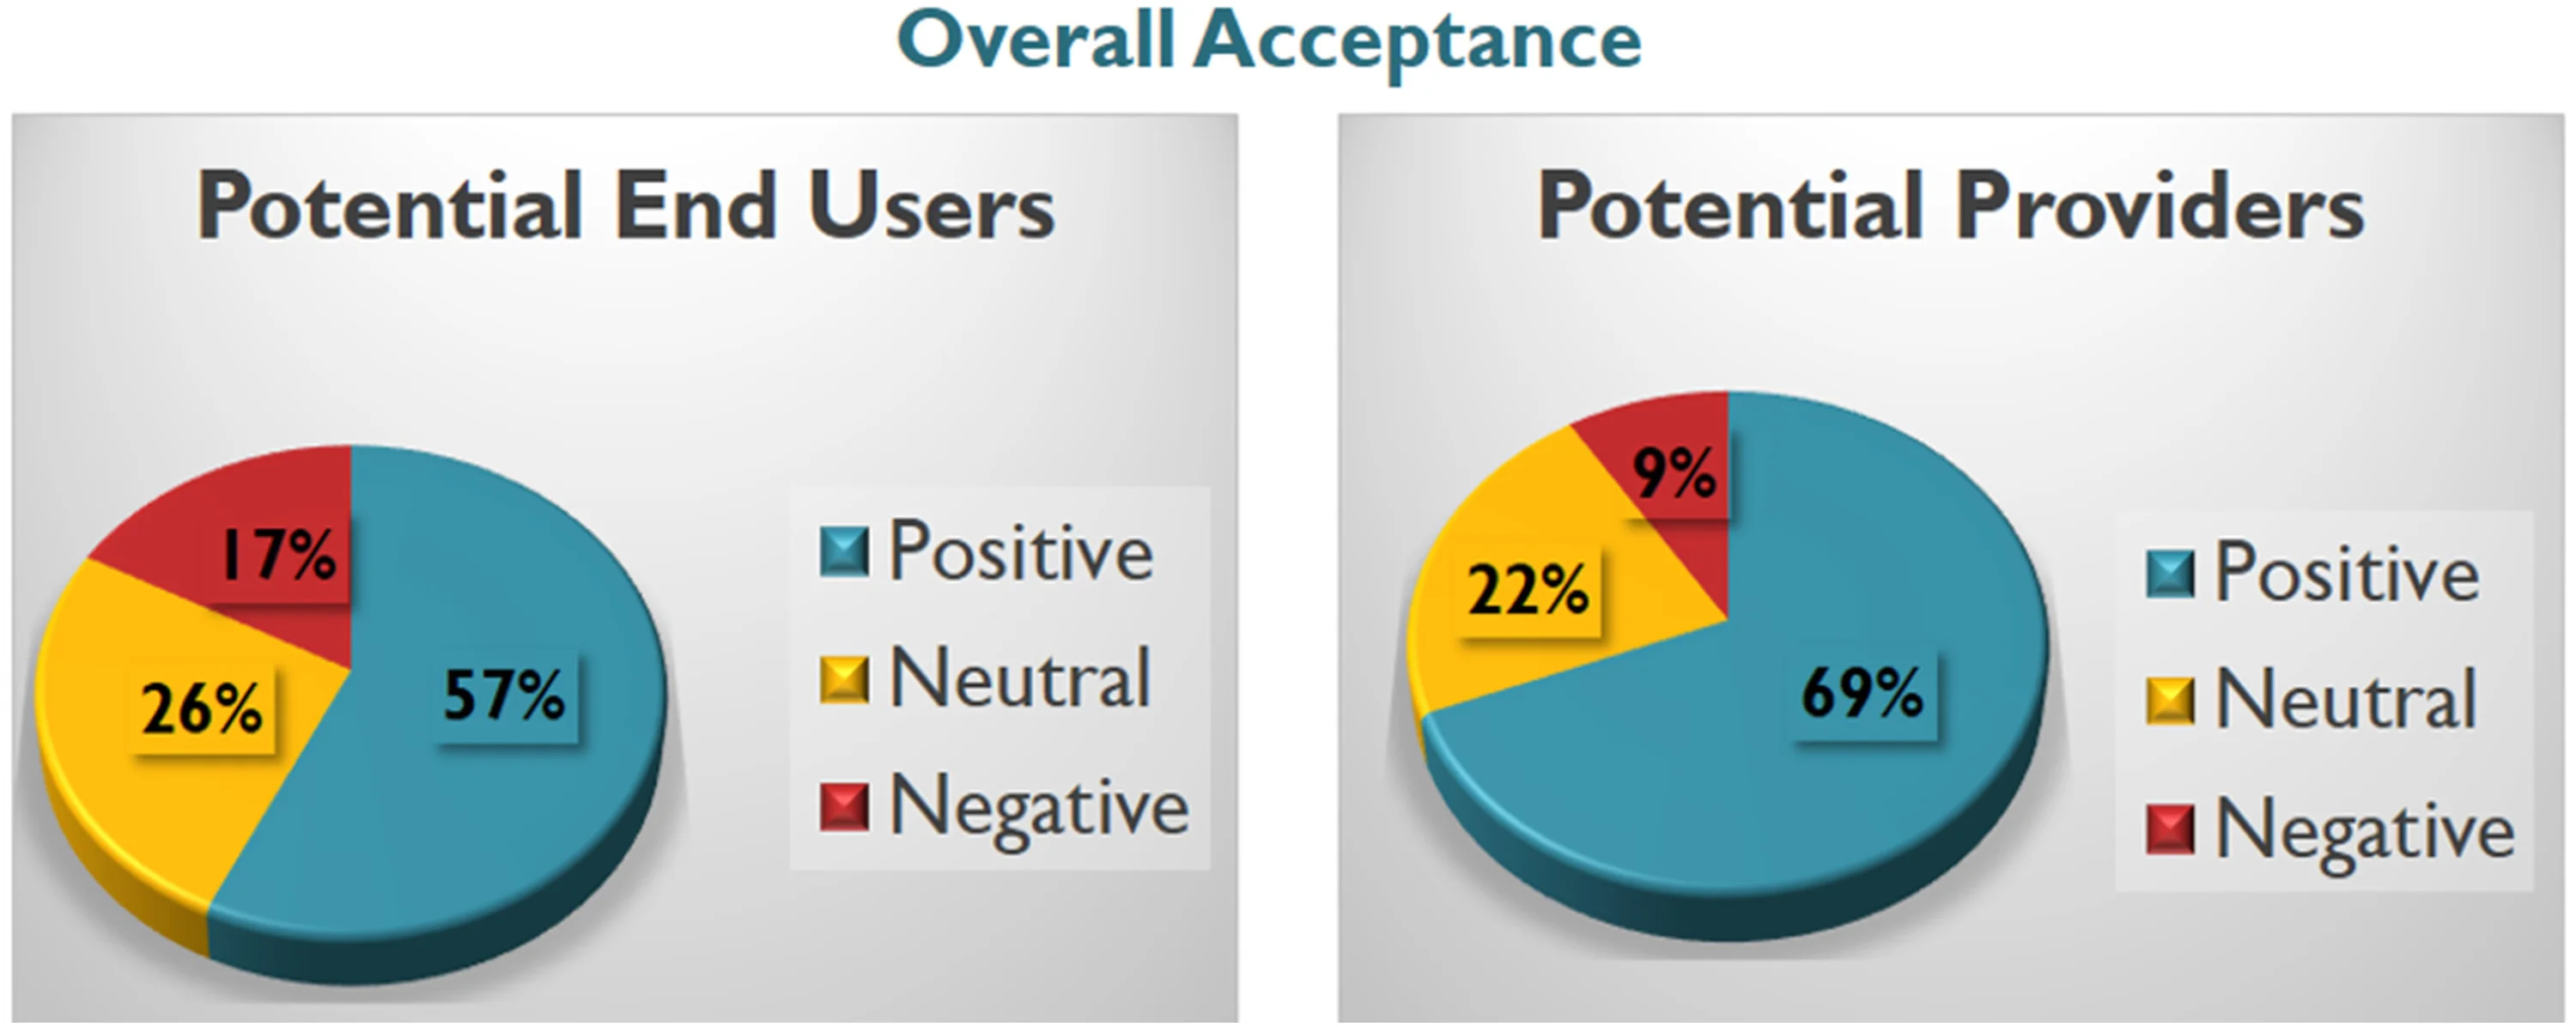 Overall Acceptance
Potential End Users
17%
26%
57%
Positive
Neutral
Negative
Potential Providers
9%
22%
69%
Positive
Neutral
Negative